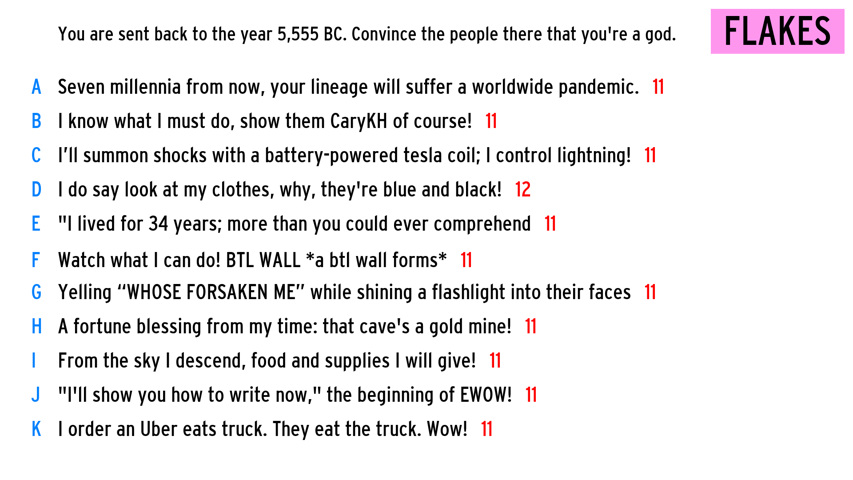 You are sent back to the year 5,555 BC. Convince the people there that you're a god.
FLAKES
A Seven millennia from now, your lineage will suffer a worldwide pandemic. 11
B I know what I must do, show them CaryKH of course! 11
C I’ll summon shocks with a battery-powered tesla coil; I control lightning! 11
D I do say look at my clothes, why, they're blue and black! 12
E "I lived for 34 years; more than you could ever comprehend 11
F Watch what I can do! BTL WALL *a btl wall forms* 11
G Yelling “WHOSE FORSAKEN ME” while shining a flashlight into their faces 11
H A fortune blessing from my time: that cave's a gold mine! 11
I From the sky I descend, food and supplies I will give! 11
J "I'll show you how to write now," the beginning of EWOW! 11
K I order an Uber eats truck. They eat the truck. Wow! 11